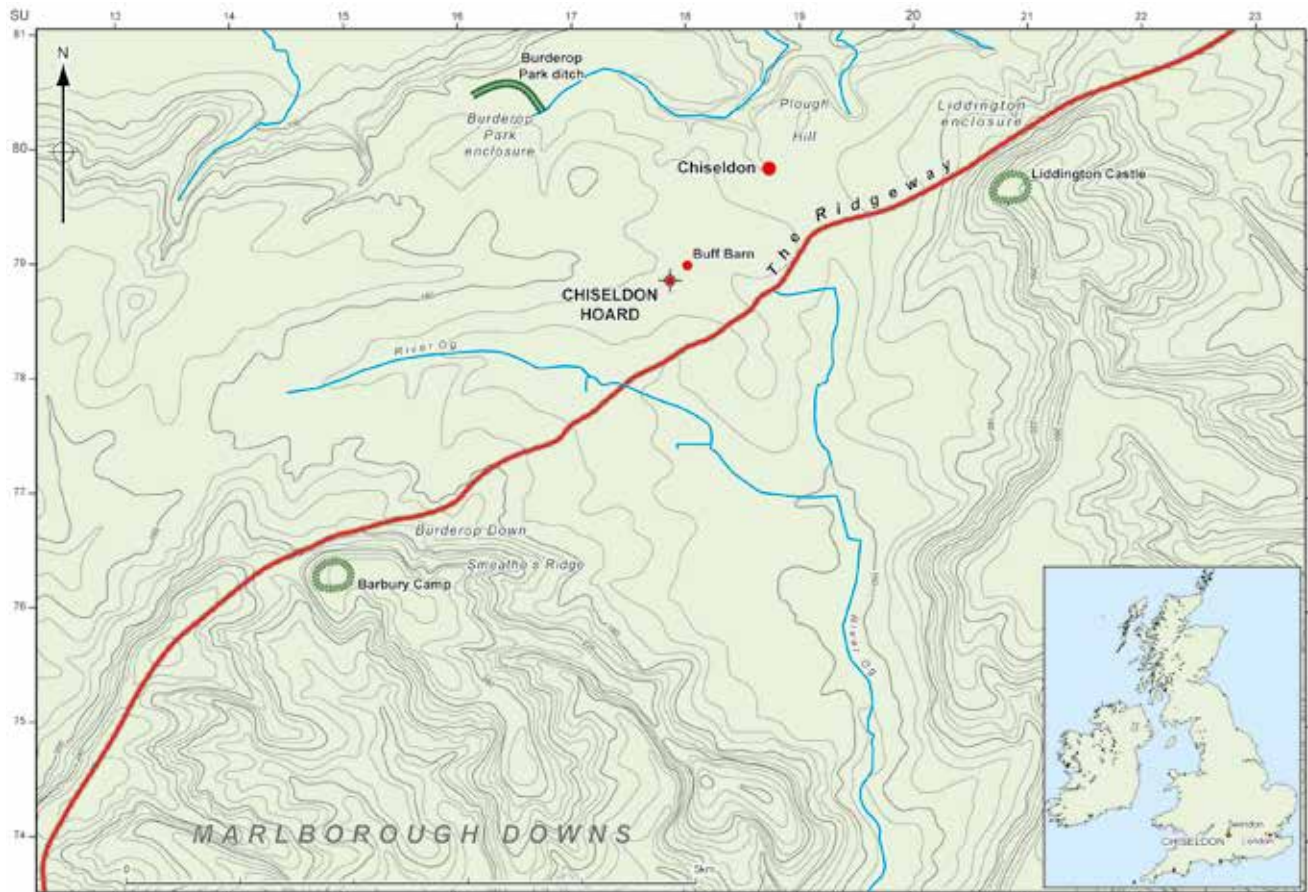 SU
12
13
14
15
16
17
18
19
20
21
22
23
81
80
79
78
77
76
75
74
N
Burderop
Park ditch
Burderop
Park
enclosure
Plough
Hill
Liddington
enclosure
Chiseldon
Liddington Castle
The Ridgeway
Buff Barn
CHISELDON
HOARD
River Og
Burderop Down
Smeathe's Ridge
Barbury Camp
River Og
MARLBOROUGH DOWNS
0
5km
Swindon
CHISELDON
London